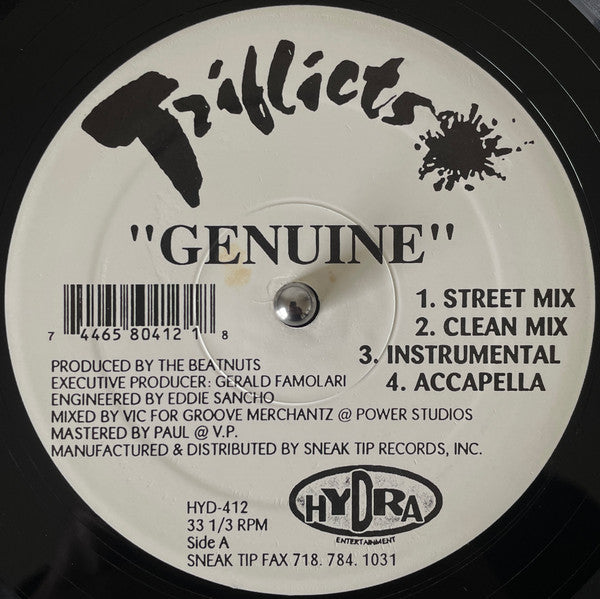 Triflicts
"GENUINE"
1. STREET MIX
2. CLEAN MIX
3. INSTRUMENTAL
4. ACCAPELLA
7 4465 80412 1 8
PRODUCED BY THE BEATNUTS
EXECUTIVE PRODUCER: GERALD FAMOLARI
ENGINEERED BY EDDIE SANCHO
MIXED BY VIC FOR GROOVE MERCHANTZ @ POWER STUDIOS
MASTERED BY PAUL @ V.P.
MANUFACTURED & DISTRIBUTED BY SNEAK TIP RECORDS, INC.
HYDRA
ENTERTAINMENT
HYD-412
33 1/3 RPM
Side A
SNEAK TIP FAX 718. 784. 1031